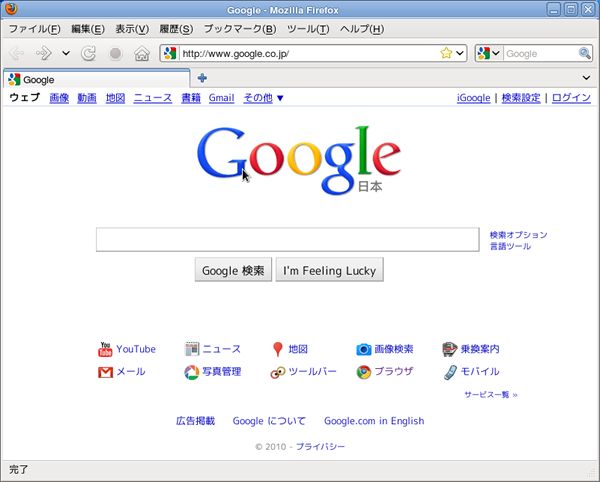 Google - Mozilla Firefox
ファイル(F) 編集(E) 表示(V) 履歴(S) ブックマーク(B) ツール(T) ヘルプ(H)
http://www.google.co.jp/ Google
Google
ウェブ 画像 動画 地図 ニュース 書籍 Gmail その他 ▼ iGoogle | 検索設定 | ログイン
Google
日本
検索オプション
言語ツール
Google 検索 I'm Feeling Lucky
YouTube ニュース 地図 画像検索 乗換案内
メール 写真管理 ツールバー ブラウザ モバイル
サービス一覧 »
広告掲載 Google について Google.com in English
© 2010 - プライバシー
完了